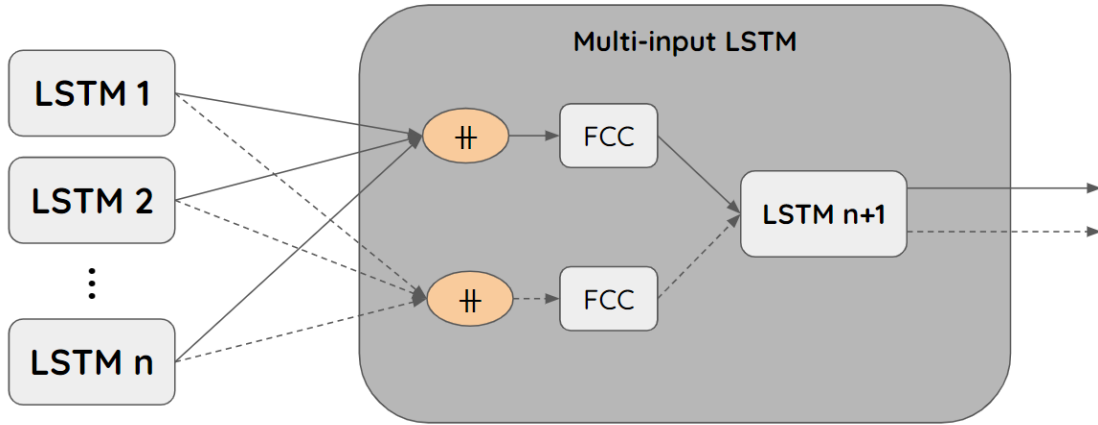 Multi-input LSTM
LSTM 1
LSTM 2
⋮
LSTM n
⧺
FCC
⧺
FCC
LSTM n+1